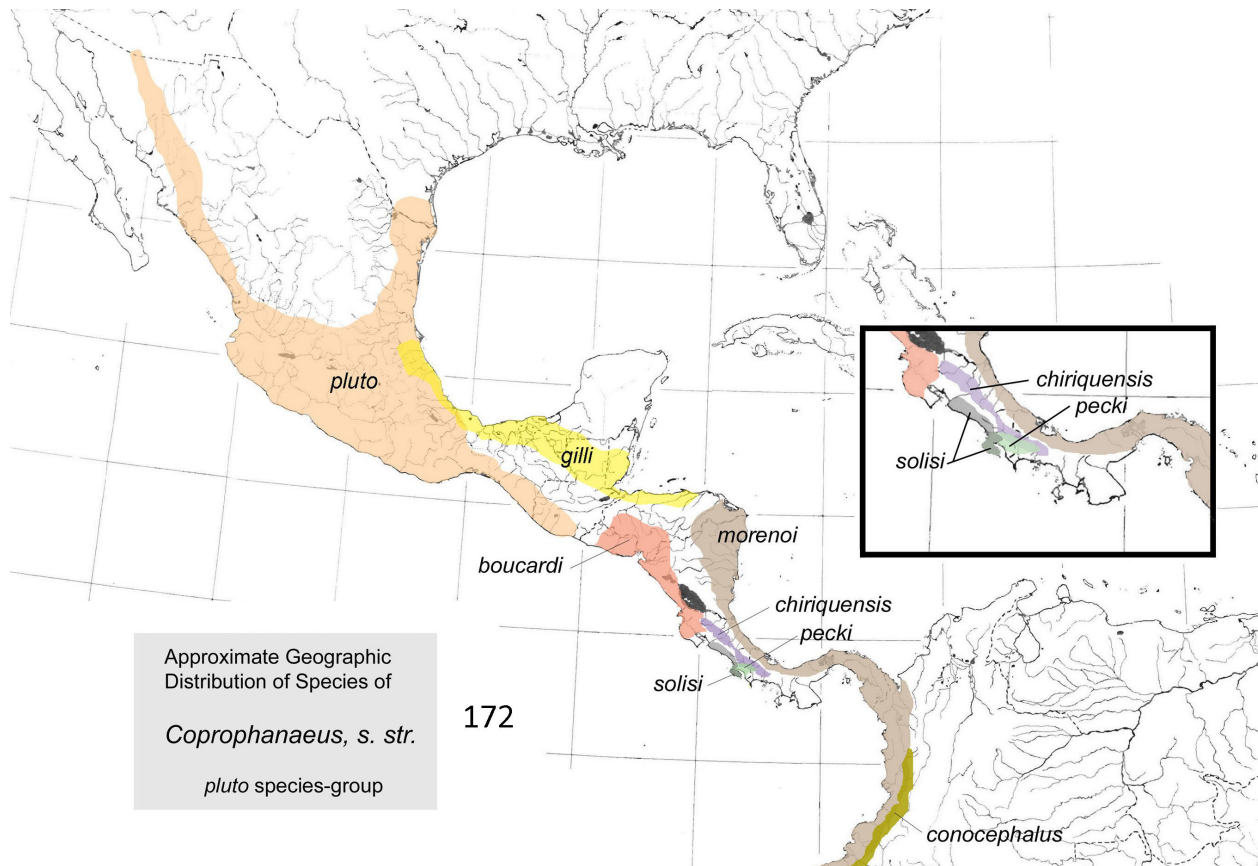 pluto
gilli
boucardi
morenoi
chiriquensis
pecki
solisi
conocephalus
chiriquensis
pecki
solisi
Approximate Geographic
Distribution of Species of
Coprophanaeus, s. str.
pluto species-group
172